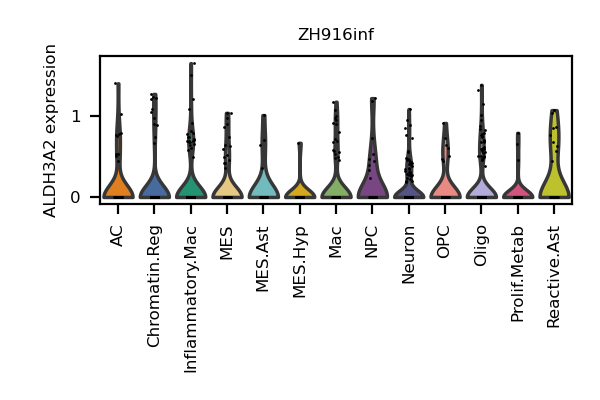 ZH916inf
ALDH3A2 expression
1
0
AC
Chromatin.Reg
Inflammatory.Mac
MES
MES.Ast
MES.Hyp
Mac
NPC
Neuron
OPC
Oligo
Prolif.Metab
Reactive.Ast